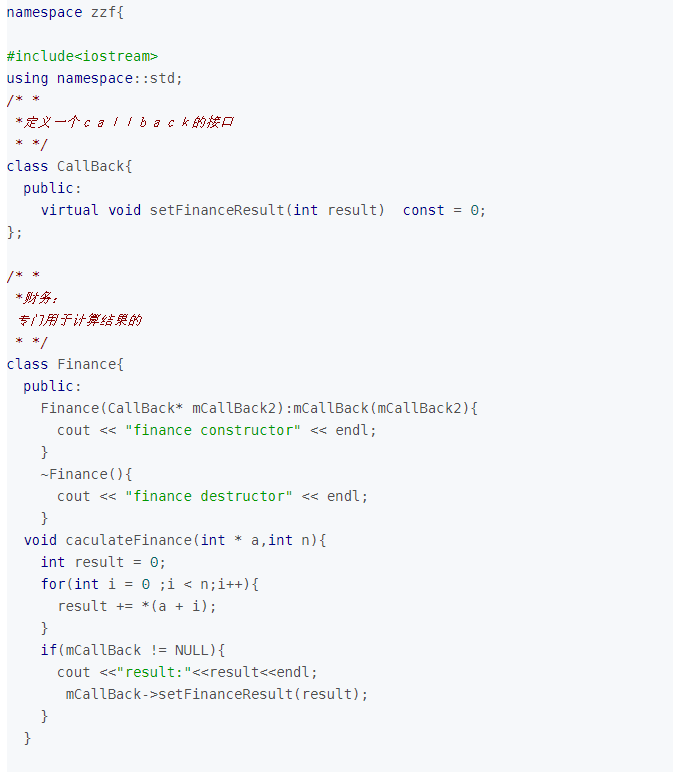 namespace zzf{
#include<iostream>
using namespace::std;
/* *
*定义一个ｃａｌｌｂａｃｋ的接口
* */
class CallBack{
public:
virtual void setFinanceResult(int result)  const = 0;
};
/* *
*财务：
专门用于计算结果的
* */
class Finance{
public:
Finance(CallBack* mCallBack2):mCallBack(mCallBack2){
cout << "finance constructor" << endl;
}
~Finance(){
cout << "finance destructor" << endl;
}
void caculateFinance(int * a,int n){
int result = 0;
for(int i = 0 ;i < n;i++){
result += *(a + i);
}
if(mCallBack != NULL){
cout <<"result:"<<result<<endl;
mCallBack->setFinanceResult(result);
}
}